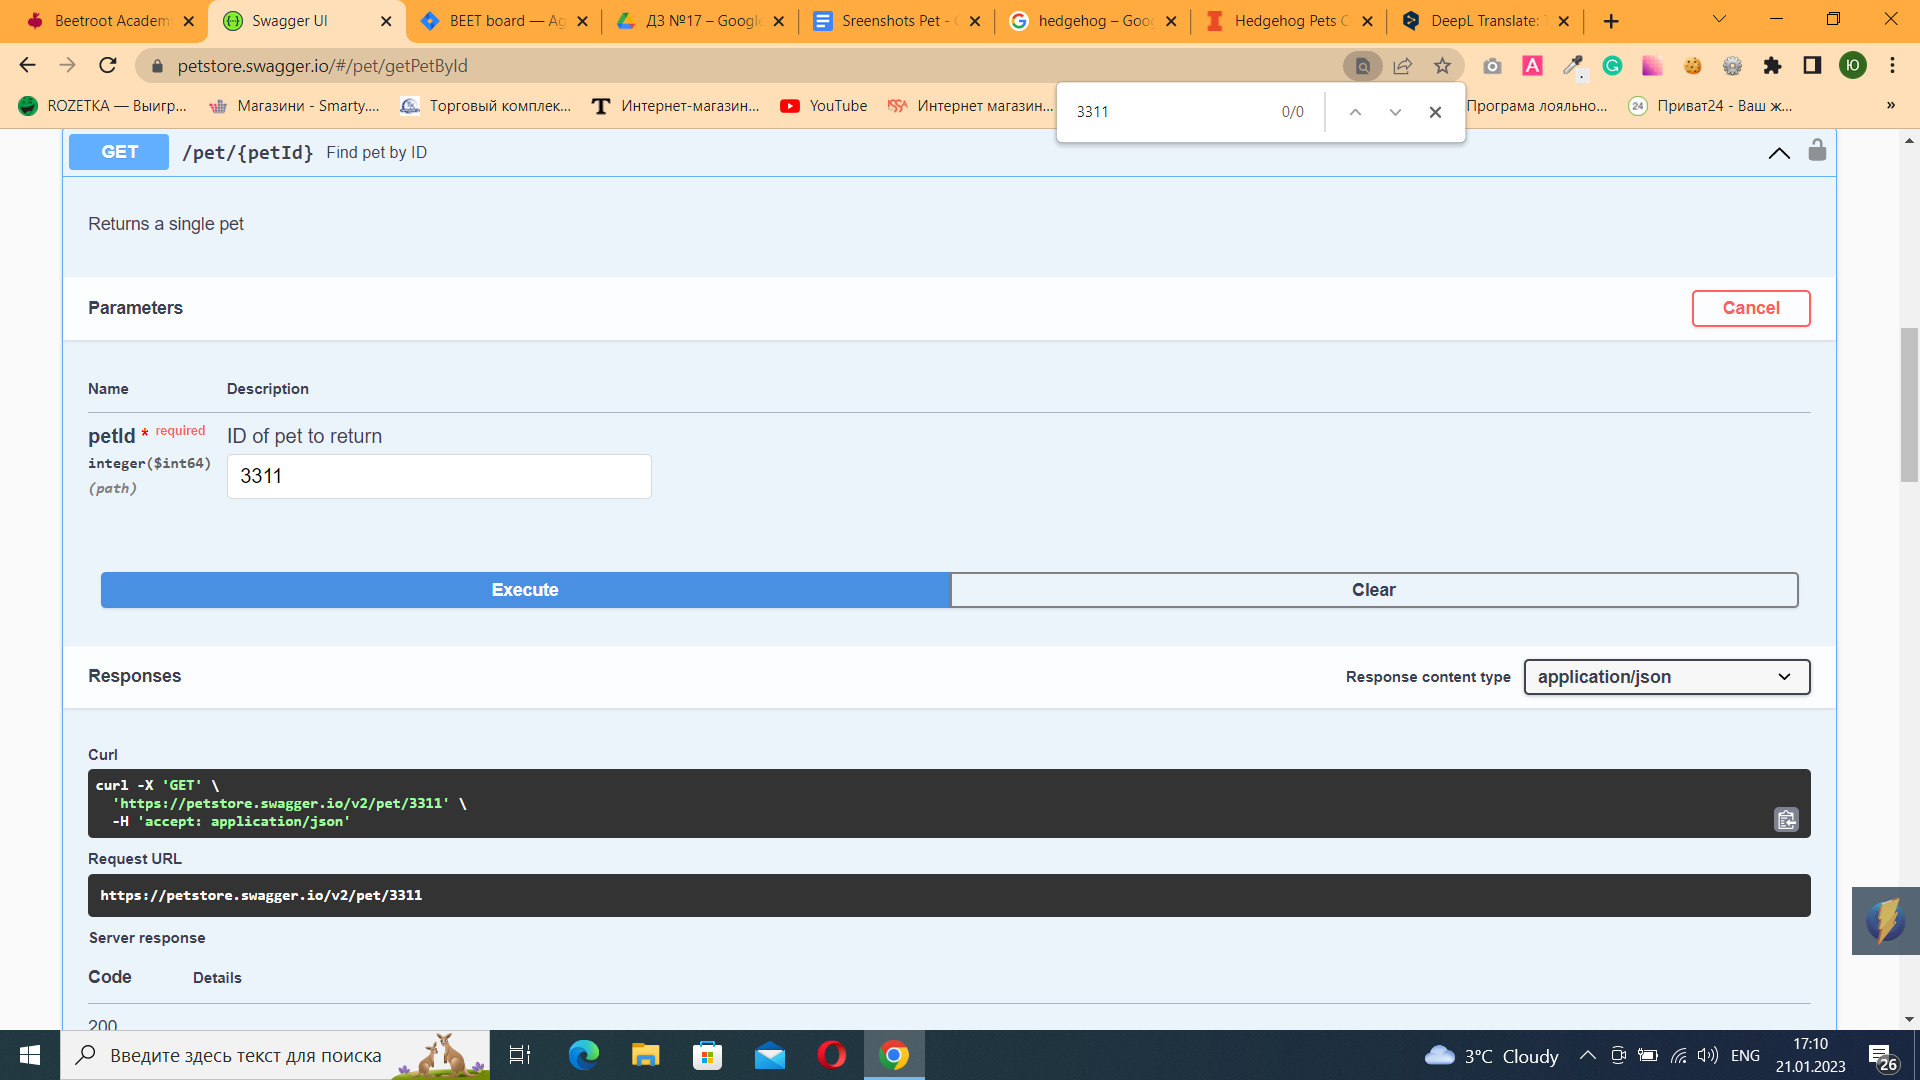 Beetroot Academ
Swagger UI
BEET board — Ag
ДЗ №17 – Google
Sreenshots Pet -
hedgehog – Goo
Hedgehog Pets C
DeepL Translate:
petstore.swagger.io/#/pet/getPetById
Ю
ROZETKA — Выигр...
Магазини - Smarty....
Торговый комплек...
Интернет-магазин...
YouTube
Интернет магазин...
Програма лояльно...
24
Приват24 - Ваш ж...
»
3311
0/0
GET
/pet/{petId}
Find pet by ID
Returns a single pet
Parameters
Cancel
Name
Description
petId * required
integer($int64)
(path)
ID of pet to return
3311
Execute
Clear
Responses
Response content type
application/json
Curl
curl -X 'GET' \
'https://petstore.swagger.io/v2/pet/3311' \
-H 'accept: application/json'
Request URL
https://petstore.swagger.io/v2/pet/3311
Server response
Code
Details
200
Введите здесь текст для поиска
3°C Cloudy
ENG
17:10
21.01.2023
26